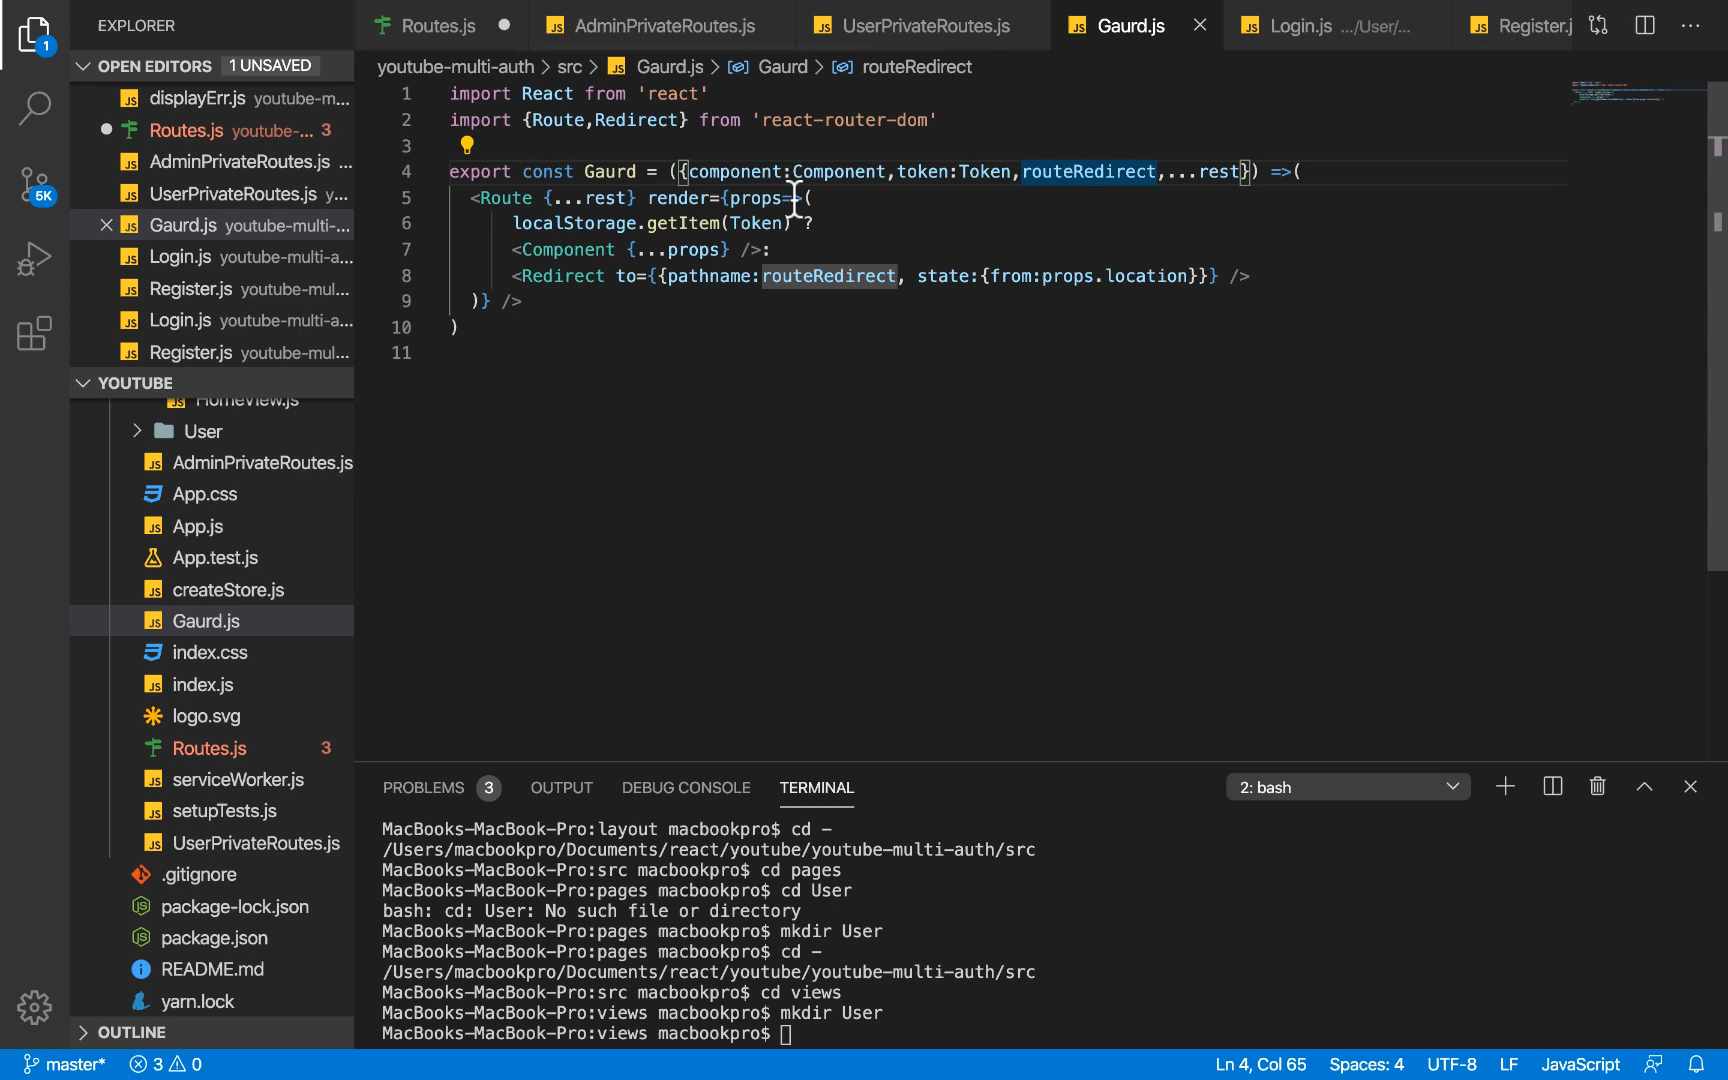 EXPLORER
1
5K
OPEN EDITORS 1 UNSAVED
displayErr.js youtube-m...
Routes.js youtube-... 3
AdminPrivateRoutes.js ...
UserPrivateRoutes.js y...
Gaurd.js youtube-multi-...
Login.js youtube-multi-a...
Register.js youtube-mul...
Login.js youtube-multi-a...
Register.js youtube-mul...
YOUTUBE
HomeView.js
User
AdminPrivateRoutes.js
App.css
App.js
App.test.js
createStore.js
Gaurd.js
index.css
index.js
logo.svg
Routes.js 3
serviceWorker.js
setupTests.js
UserPrivateRoutes.js
.gitignore
package-lock.json
package.json
README.md
yarn.lock
OUTLINE
Routes.js AdminPrivateRoutes.js UserPrivateRoutes.js Gaurd.js Login.js .../User/... Register.j
youtube-multi-auth > src > Gaurd.js > Gaurd > routeRedirect
1 import React from 'react'
2 import {Route,Redirect} from 'react-router-dom'
3
4 export const Gaurd = ({component:Component,token:Token,routeRedirect,...rest}) =>(
5 <Route {...rest} render={props=>(
6 localStorage.getItem(Token) ?
7 <Component {...props} />:
8 <Redirect to={{pathname:routeRedirect, state:{from:props.location}}} />
9 )} />
10 )
11
PROBLEMS 3 OUTPUT DEBUG CONSOLE TERMINAL 2: bash
MacBooks-MacBook-Pro:layout macbookpro$ cd -
/Users/macbookpro/Documents/react/youtube/youtube-multi-auth/src
MacBooks-MacBook-Pro:src macbookpro$ cd pages
MacBooks-MacBook-Pro:pages macbookpro$ cd User
bash: cd: User: No such file or directory
MacBooks-MacBook-Pro:pages macbookpro$ mkdir User
MacBooks-MacBook-Pro:pages macbookpro$ cd -
/Users/macbookpro/Documents/react/youtube/youtube-multi-auth/src
MacBooks-MacBook-Pro:src macbookpro$ cd views
MacBooks-MacBook-Pro:views macbookpro$ mkdir User
MacBooks-MacBook-Pro:views macbookpro$
master* 3 0 Ln 4, Col 65 Spaces: 4 UTF-8 LF JavaScript